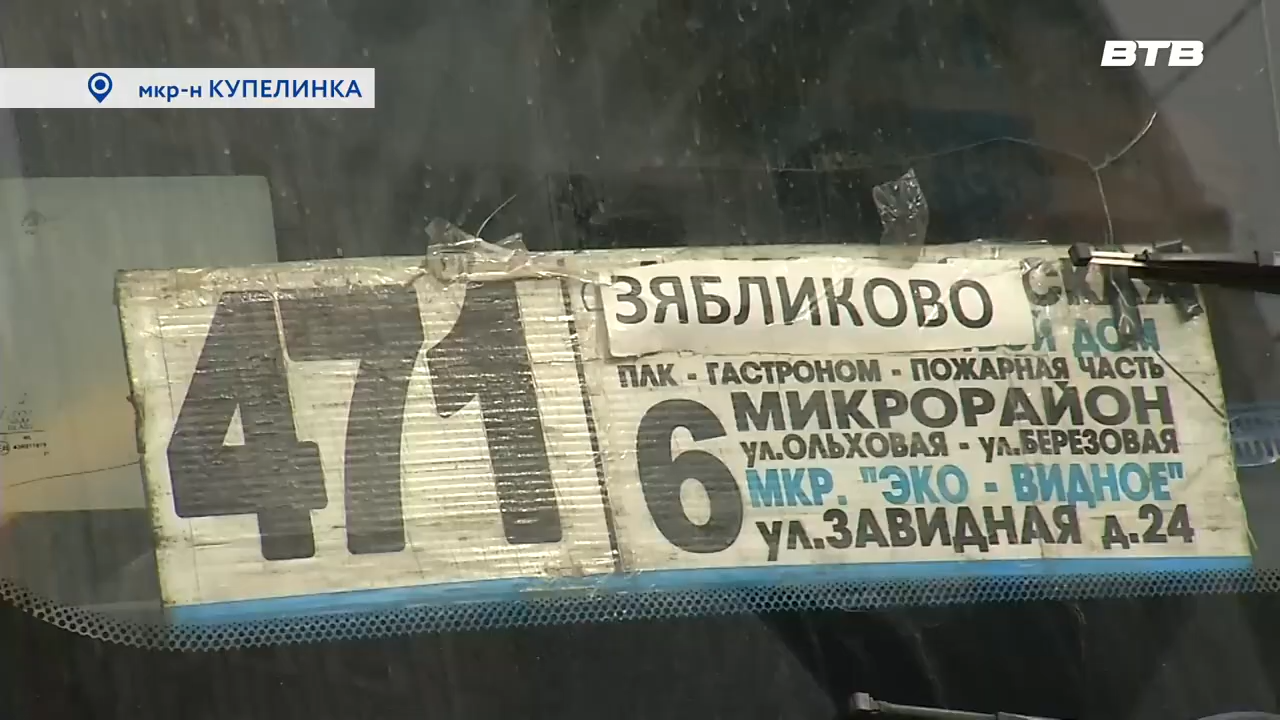 ВТВ
мкр-н КУПЕЛИНКА
471
ЗЯБЛИКОВО
ДОМ
ПЛК - ГАСТРОНОМ - ПОЖАРНАЯ ЧАСТЬ
6 МИКРОРАЙОН
ул.ОЛЬХОВАЯ - ул.БЕРЕЗОВАЯ
МКР. "ЭКО - ВИДНОЕ"
ул.ЗАВИДНАЯ д.24